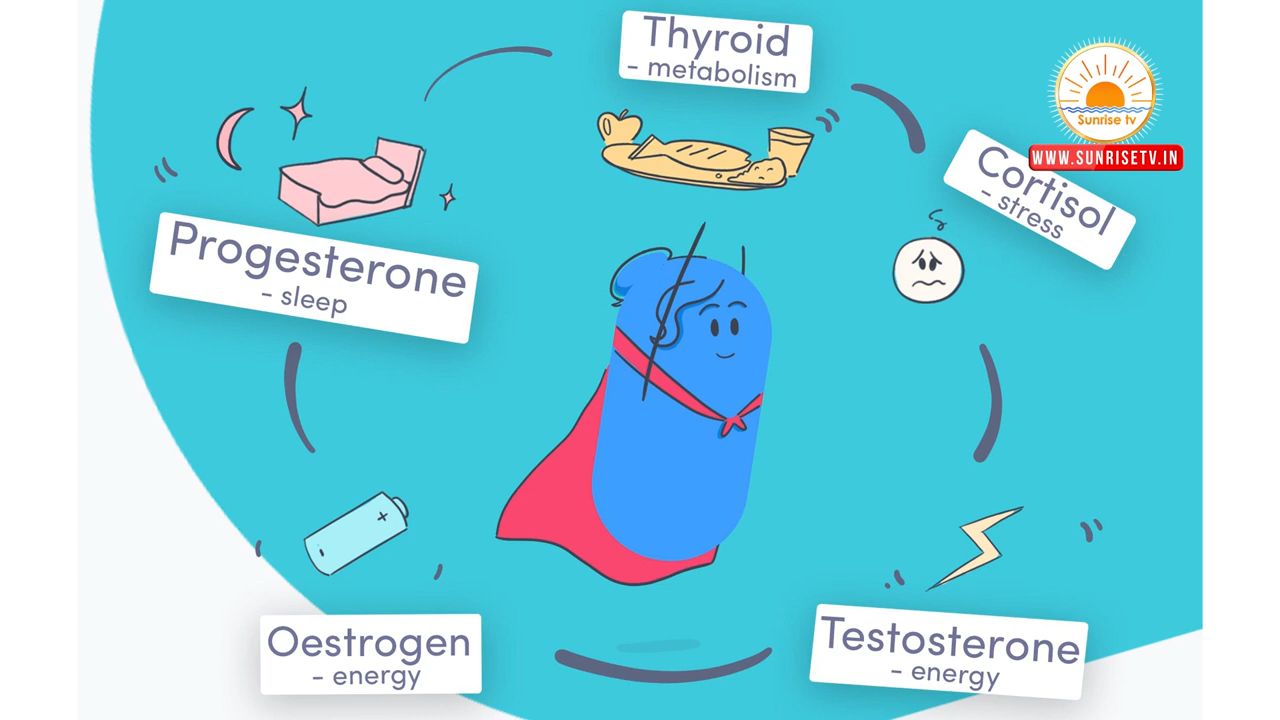 Thyroid
- metabolism
Sunrise tv
WWW.SUNRISETV.IN
Cortisol
- stress
Progesterone
- sleep
+
-
Oestrogen
- energy
Testosterone
- energy